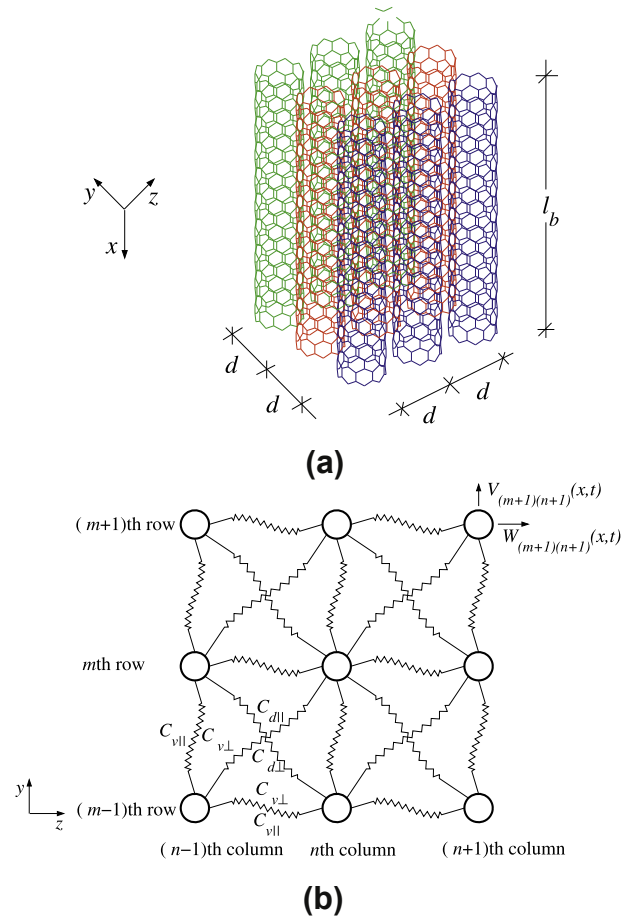 y
z
x
l_b
d
d
d
d
(a)
V_(m+1)(n+1)(x,t)
W_(m+1)(n+1)(x,t)
(m+1)th row
mth row
C_d||
C_v||
C_v⊥
C_d⊥
C_v⊥
C_v||
y
z
(m−1)th row
(n−1)th column nth column (n+1)th column
(b)